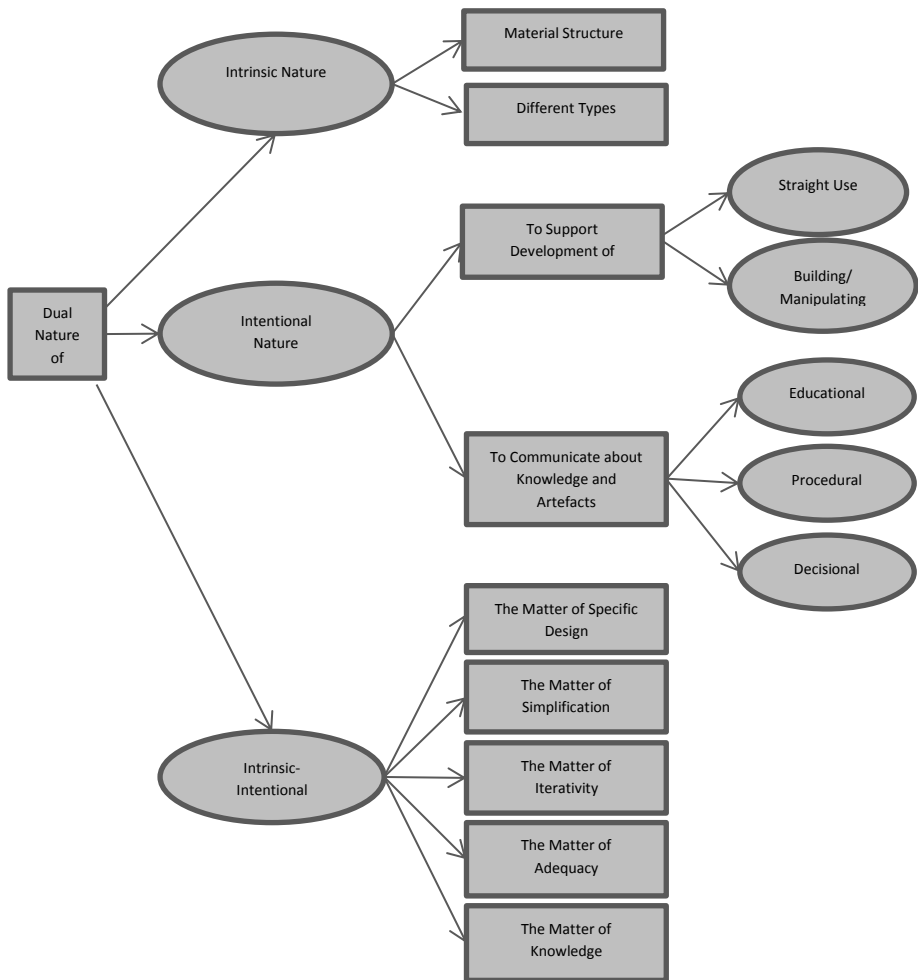 Material Structure
Intrinsic Nature
Different Types
Straight Use
To Support
Development of
Building/
Manipulating
Dual
Nature
of
Intentional
Nature
Educational
To Communicate about
Knowledge and
Artefacts
Procedural
Decisional
The Matter of Specific
Design
The Matter of
Simplification
Intrinsic-
Intentional
The Matter of
Iterativity
The Matter of
Adequacy
The Matter of
Knowledge